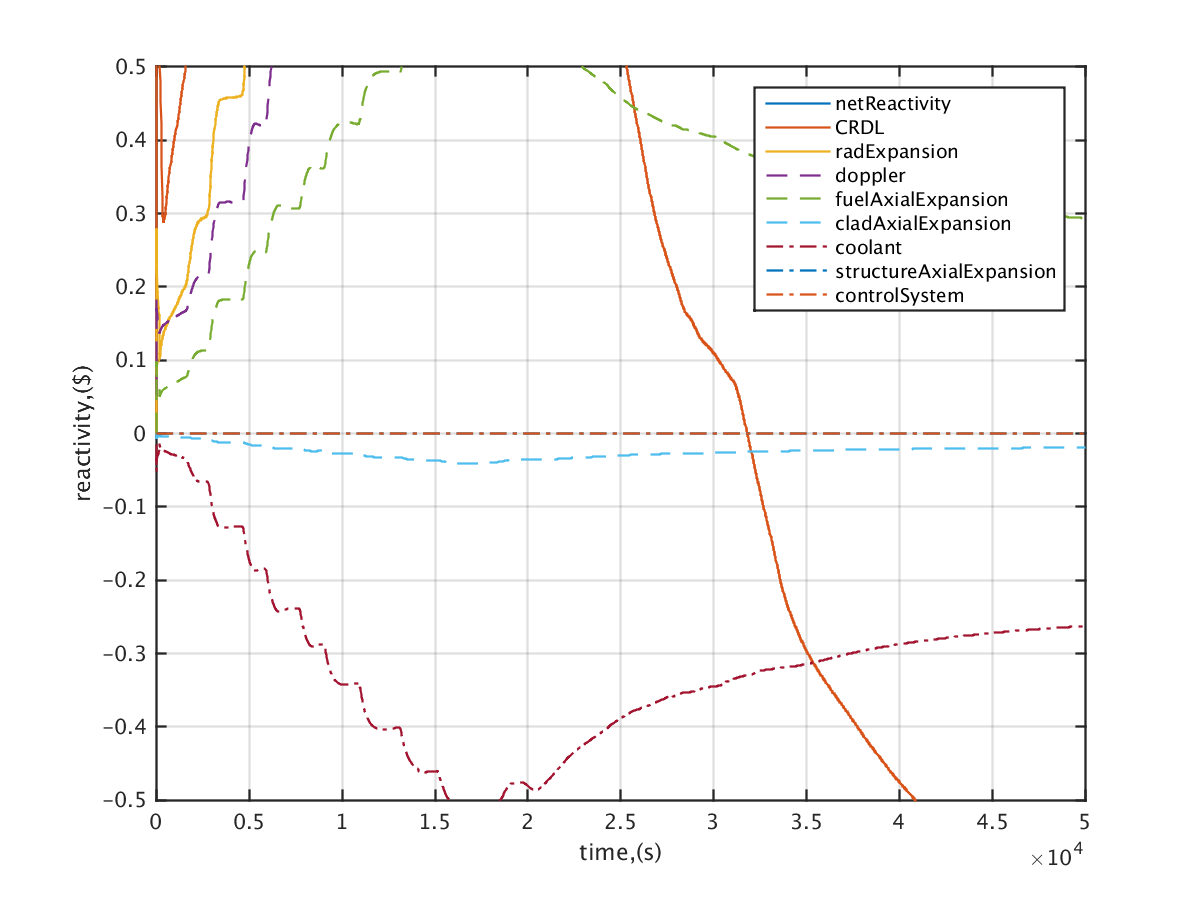 0.5
0.4
0.3
0.2
0.1
0
−0.1
−0.2
−0.3
−0.4
−0.5
reactivity,($)
netReactivity
CRDL
radExpansion
doppler
fuelAxialExpansion
cladAxialExpansion
coolant
structureAxialExpansion
controlSystem
0 0.5 1 1.5 2 2.5 3 3.5 4 4.5 5
time,(s)
×10⁴